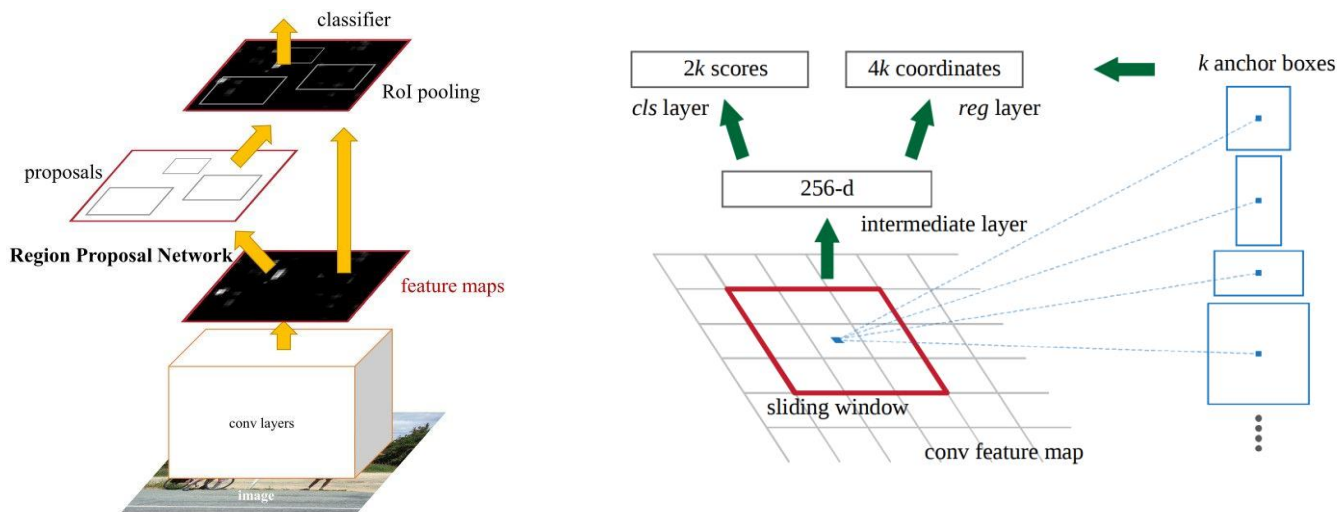 classifier
RoI pooling
proposals
Region Proposal Network
feature maps
conv layers
image
2k scores
4k coordinates
k anchor boxes
cls layer
reg layer
256-d
intermediate layer
sliding window
conv feature map